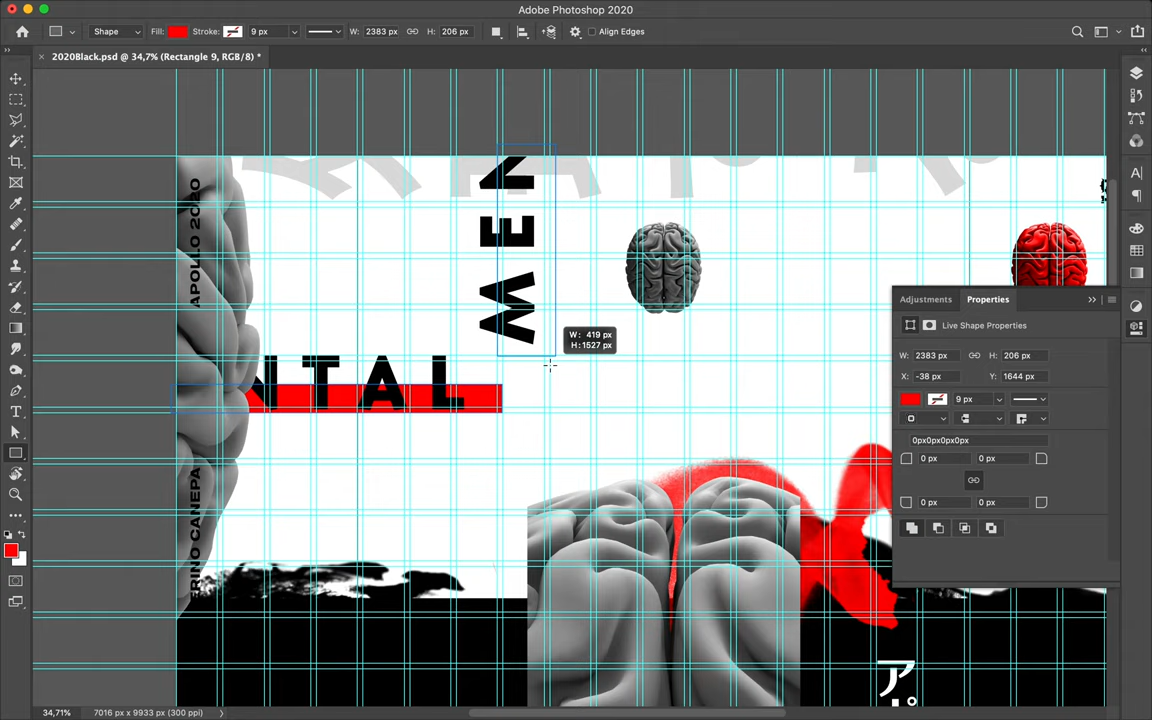 Adobe Photoshop 2020
Shape
Fill:
Stroke:
9 px
W: 2383 px
H: 206 px
Align Edges
2020Black.psd @ 34,7% (Rectangle 9, RGB/8) *
APOLLO 2020
MEN
NTAL
RINO CANEPA
W: 419 px
H: 1527 px
Adjustments
Properties
Live Shape Properties
W: 2383 px
H: 206 px
X: -38 px
Y: 1644 px
9 px
0px0px0px0px
0 px
0 px
0 px
0 px
ア
34,71%
7016 px x 9933 px (300 ppi)